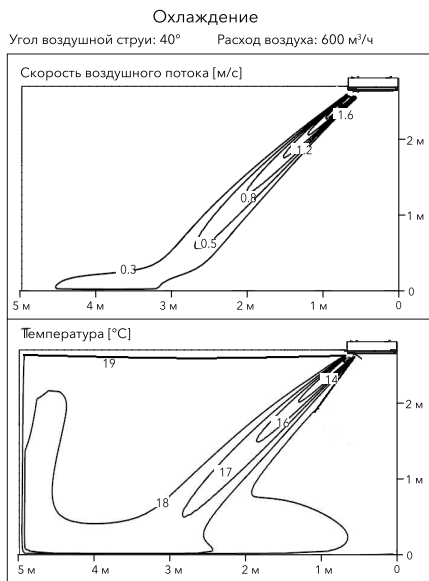 Охлаждение
Угол воздушной струи: 40° Расход воздуха: 600 м³/ч
Скорость воздушного потока [м/с]
1.6
2 м
1.2
0.8
1 м
0.5
0.3
5 м 4 м 3 м 2 м 1 м 0
Температура [°C]
19
14
2 м
16
17
1 м
18
5 м 4 м 3 м 2 м 1 м 0